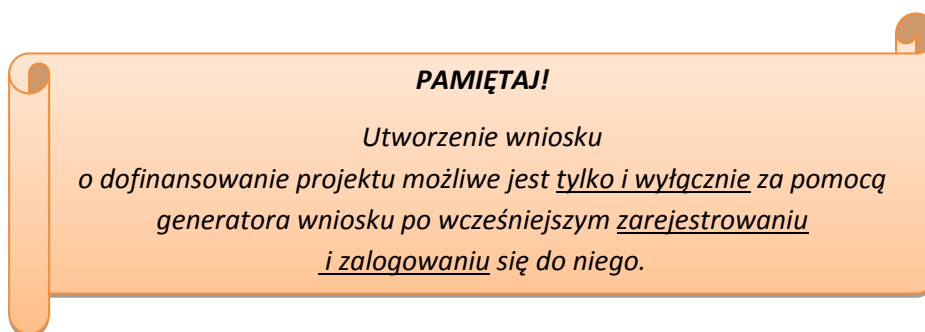 PAMIĘTAJ!
Utworzenie wniosku
o dofinansowanie projektu możliwe jest tylko i wyłącznie za pomocą
generatora wniosku po wcześniejszym zarejestrowaniu
i zalogowaniu się do niego.